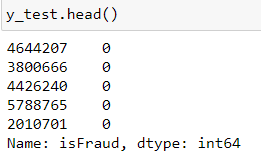 y_test.head()
4644207    0
3800666    0
4426240    0
5788765    0
2010701    0
Name: isFraud, dtype: int64